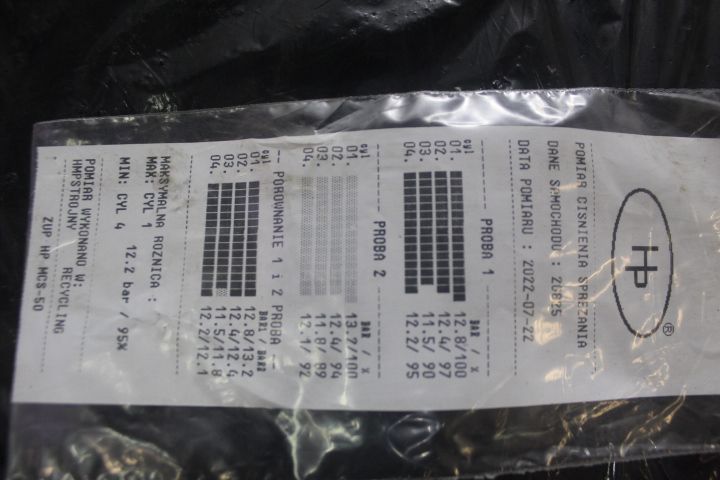 HP ®
POMIAR CISNIENIA SPREZANIA
DANE SAMOCHODU : 26825
DATA POMIARU : 2022-07-22
PROBA 1
cyl BAR / %
01. 12.8/100
02. 12.4/ 97
03. 11.5/ 90
04. 12.2/ 95
PROBA 2
cyl BAR / %
01. 13.2/100
02. 12.4/ 94
03. 11.8/ 89
04. 12.1/ 92
-- POROWNANIE 1 i 2 PROBA --
cyl BAR1 / BAR2
01. 12.8/13.2
02. 12.4/12.4
03. 11.5/11.8
04. 12.2/12.1
MAKSYMALNA ROZNICA :
MAX: CYL 1
MIN: CYL 4 12.2 bar / 95%
POMIAR WYKONANO W:
HMPSTROJNY RECYCLING
ZUP HP MCS-50